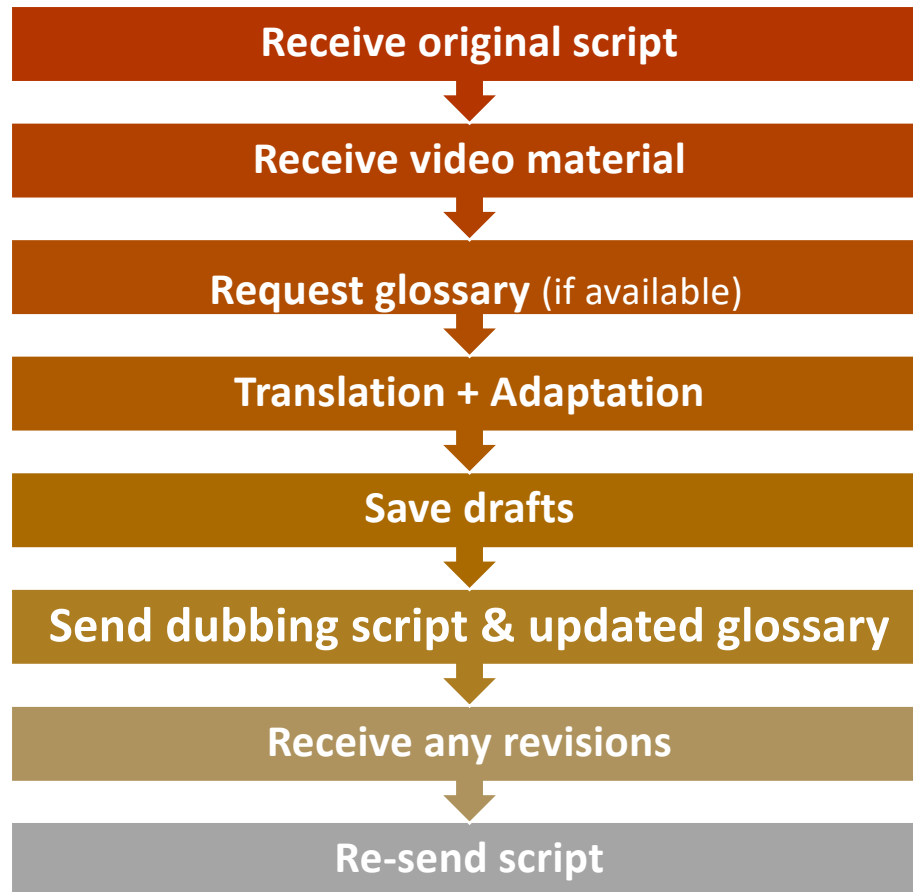 Receive original script
Receive video material
Request glossary (if available)
Translation + Adaptation
Save drafts
Send dubbing script & updated glossary
Receive any revisions
Re-send script